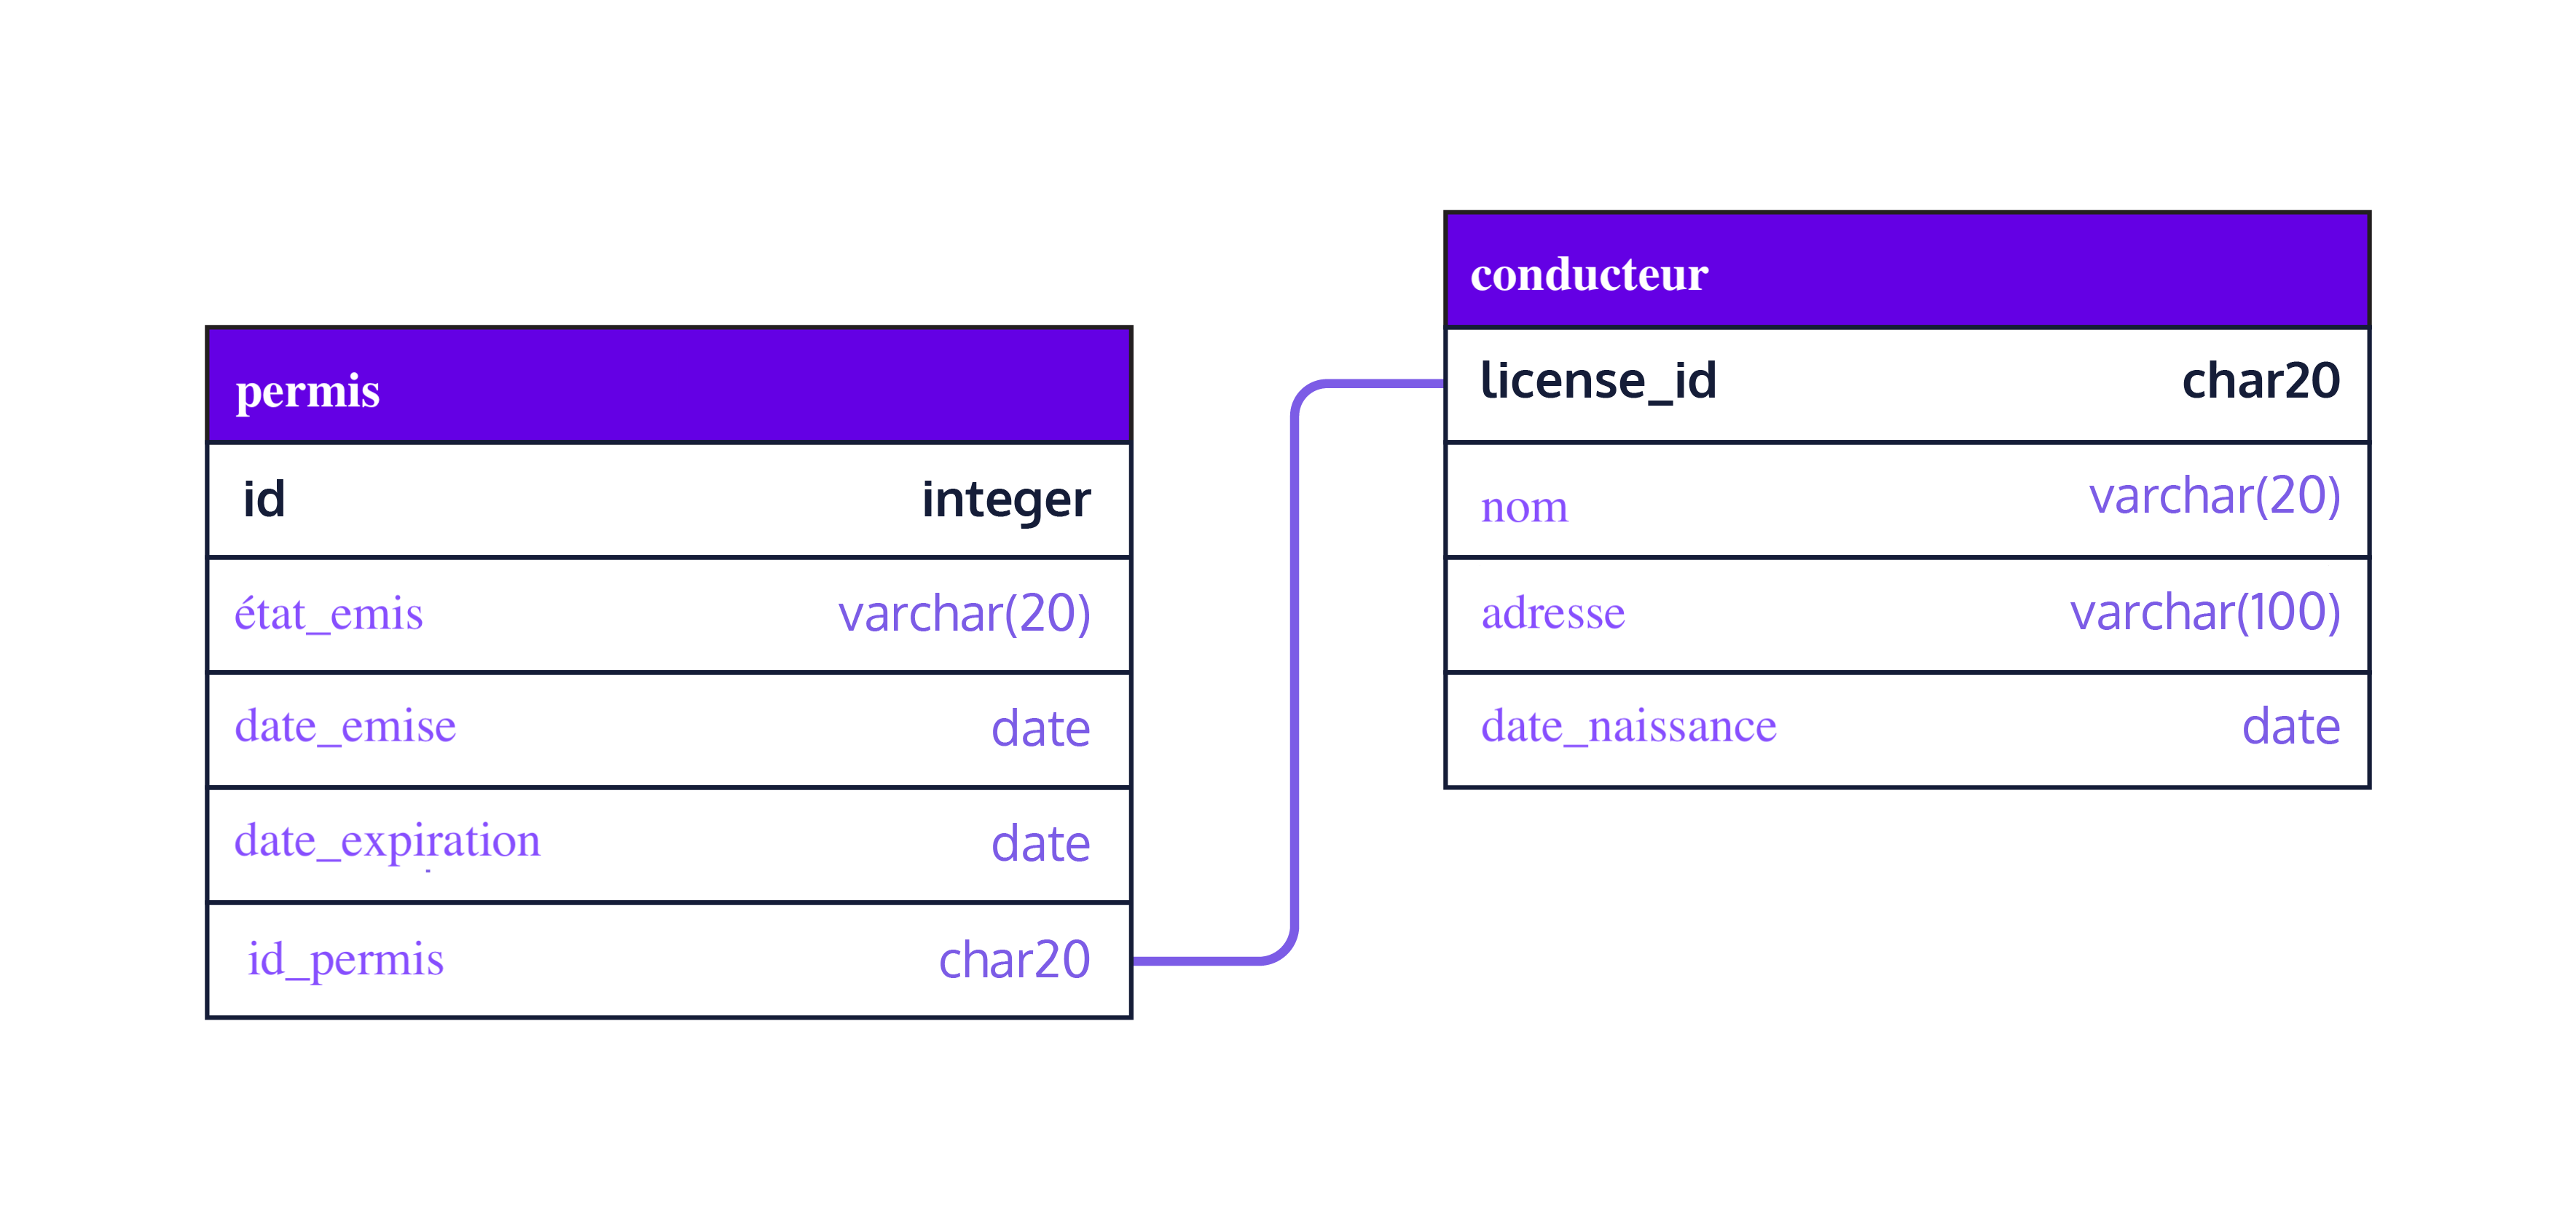 permis
id integer
état_emis varchar(20)
date_emise date
date_expiration date
id_permis char20
conducteur
license_id char20
nom varchar(20)
adresse varchar(100)
date_naissance date